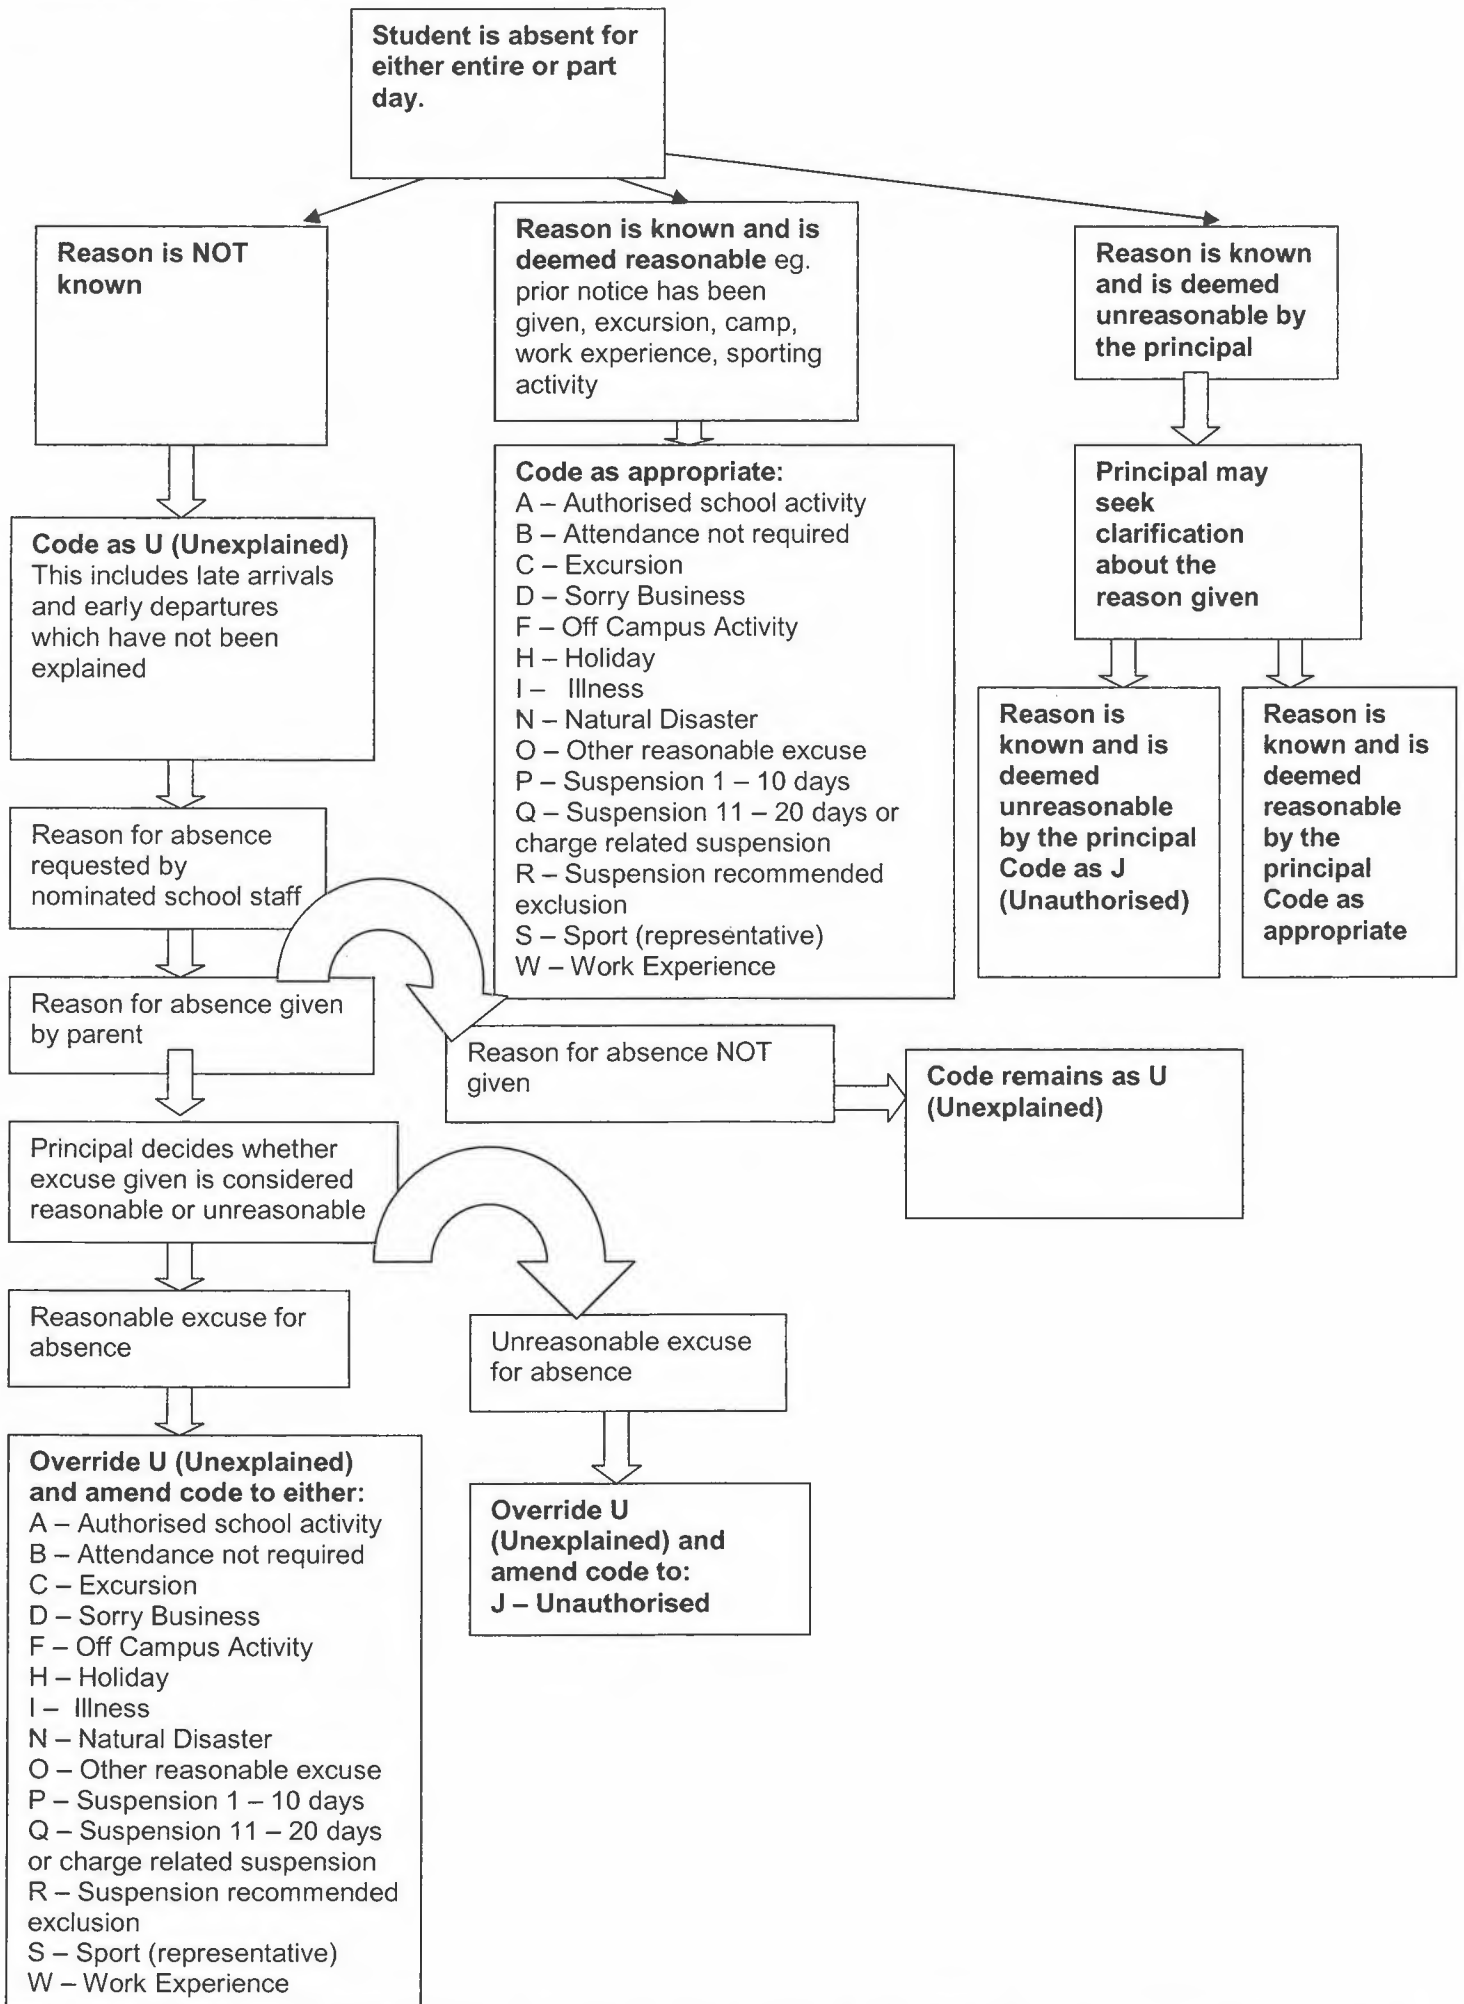 Student is absent for
either entire or part
day.
Reason is NOT
known
Reason is known and is
deemed reasonable eg.
prior notice has been
given, excursion, camp,
work experience, sporting
activity
Reason is known
and is deemed
unreasonable by
the principal
Code as U (Unexplained)
This includes late arrivals
and early departures
which have not been
explained
Code as appropriate:
A – Authorised school activity
B – Attendance not required
C – Excursion
D – Sorry Business
F – Off Campus Activity
H – Holiday
I – Illness
N – Natural Disaster
O – Other reasonable excuse
P – Suspension 1 – 10 days
Q – Suspension 11 – 20 days or
charge related suspension
R – Suspension recommended
exclusion
S – Sport (representative)
W – Work Experience
Principal may
seek
clarification
about the
reason given
Reason is
known and is
deemed
unreasonable
by the principal
Code as J
(Unauthorised)
Reason is
known and is
deemed
reasonable
by the
principal
Code as
appropriate
Reason for absence
requested by
nominated school staff
Reason for absence given
by parent
Reason for absence NOT
given
Code remains as U
(Unexplained)
Principal decides whether
excuse given is considered
reasonable or unreasonable
Reasonable excuse for
absence
Unreasonable excuse
for absence
Override U (Unexplained)
and amend code to either:
A – Authorised school activity
B – Attendance not required
C – Excursion
D – Sorry Business
F – Off Campus Activity
H – Holiday
I – Illness
N – Natural Disaster
O – Other reasonable excuse
P – Suspension 1 – 10 days
Q – Suspension 11 – 20 days
or charge related suspension
R – Suspension recommended
exclusion
S – Sport (representative)
W – Work Experience
Override U
(Unexplained) and
amend code to:
J – Unauthorised